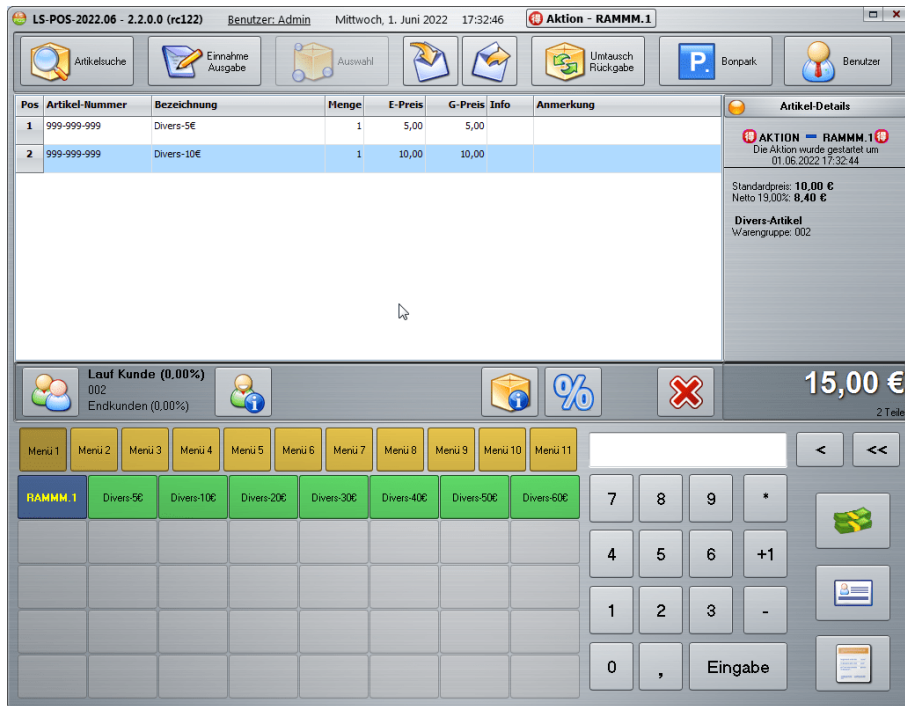 LS-POS-2022.06 - 2.2.0.0 (rc122) Benutzer: Admin Mittwoch, 1. Juni 2022 17:32:46 Aktion - RAMMM.1
Artikelsuche
Einnahme
Ausgabe
Auswahl
Umtausch
Rückgabe
P.
Bonpark
Benutzer
Pos Artikel-Nummer Bezeichnung Menge E-Preis G-Preis Info Anmerkung
1 999-999-999 Divers-5€ 1 5,00 5,00
2 999-999-999 Divers-10€ 1 10,00 10,00
Artikel-Details
AKTION RAMMM.1
Die Aktion wurde gestartet um
01.06.2022 17:32:44
Standardpreis: 10,00 €
Netto 19,00%: 8,40 €
Divers-Artikel
Warengruppe: 002
Lauf Kunde (0,00%)
002
Endkunden (0,00%)
%
15,00 €
2 Teile
Menü 1 Menü 2 Menü 3 Menü 4 Menü 5 Menü 6 Menü 7 Menü 8 Menü 9 Menü 10 Menü 11
< <<
RAMMM.1 Divers-5€ Divers-10€ Divers-20€ Divers-30€ Divers-40€ Divers-50€ Divers-60€
7 8 9 *
4 5 6 +1
1 2 3 -
0 , Eingabe